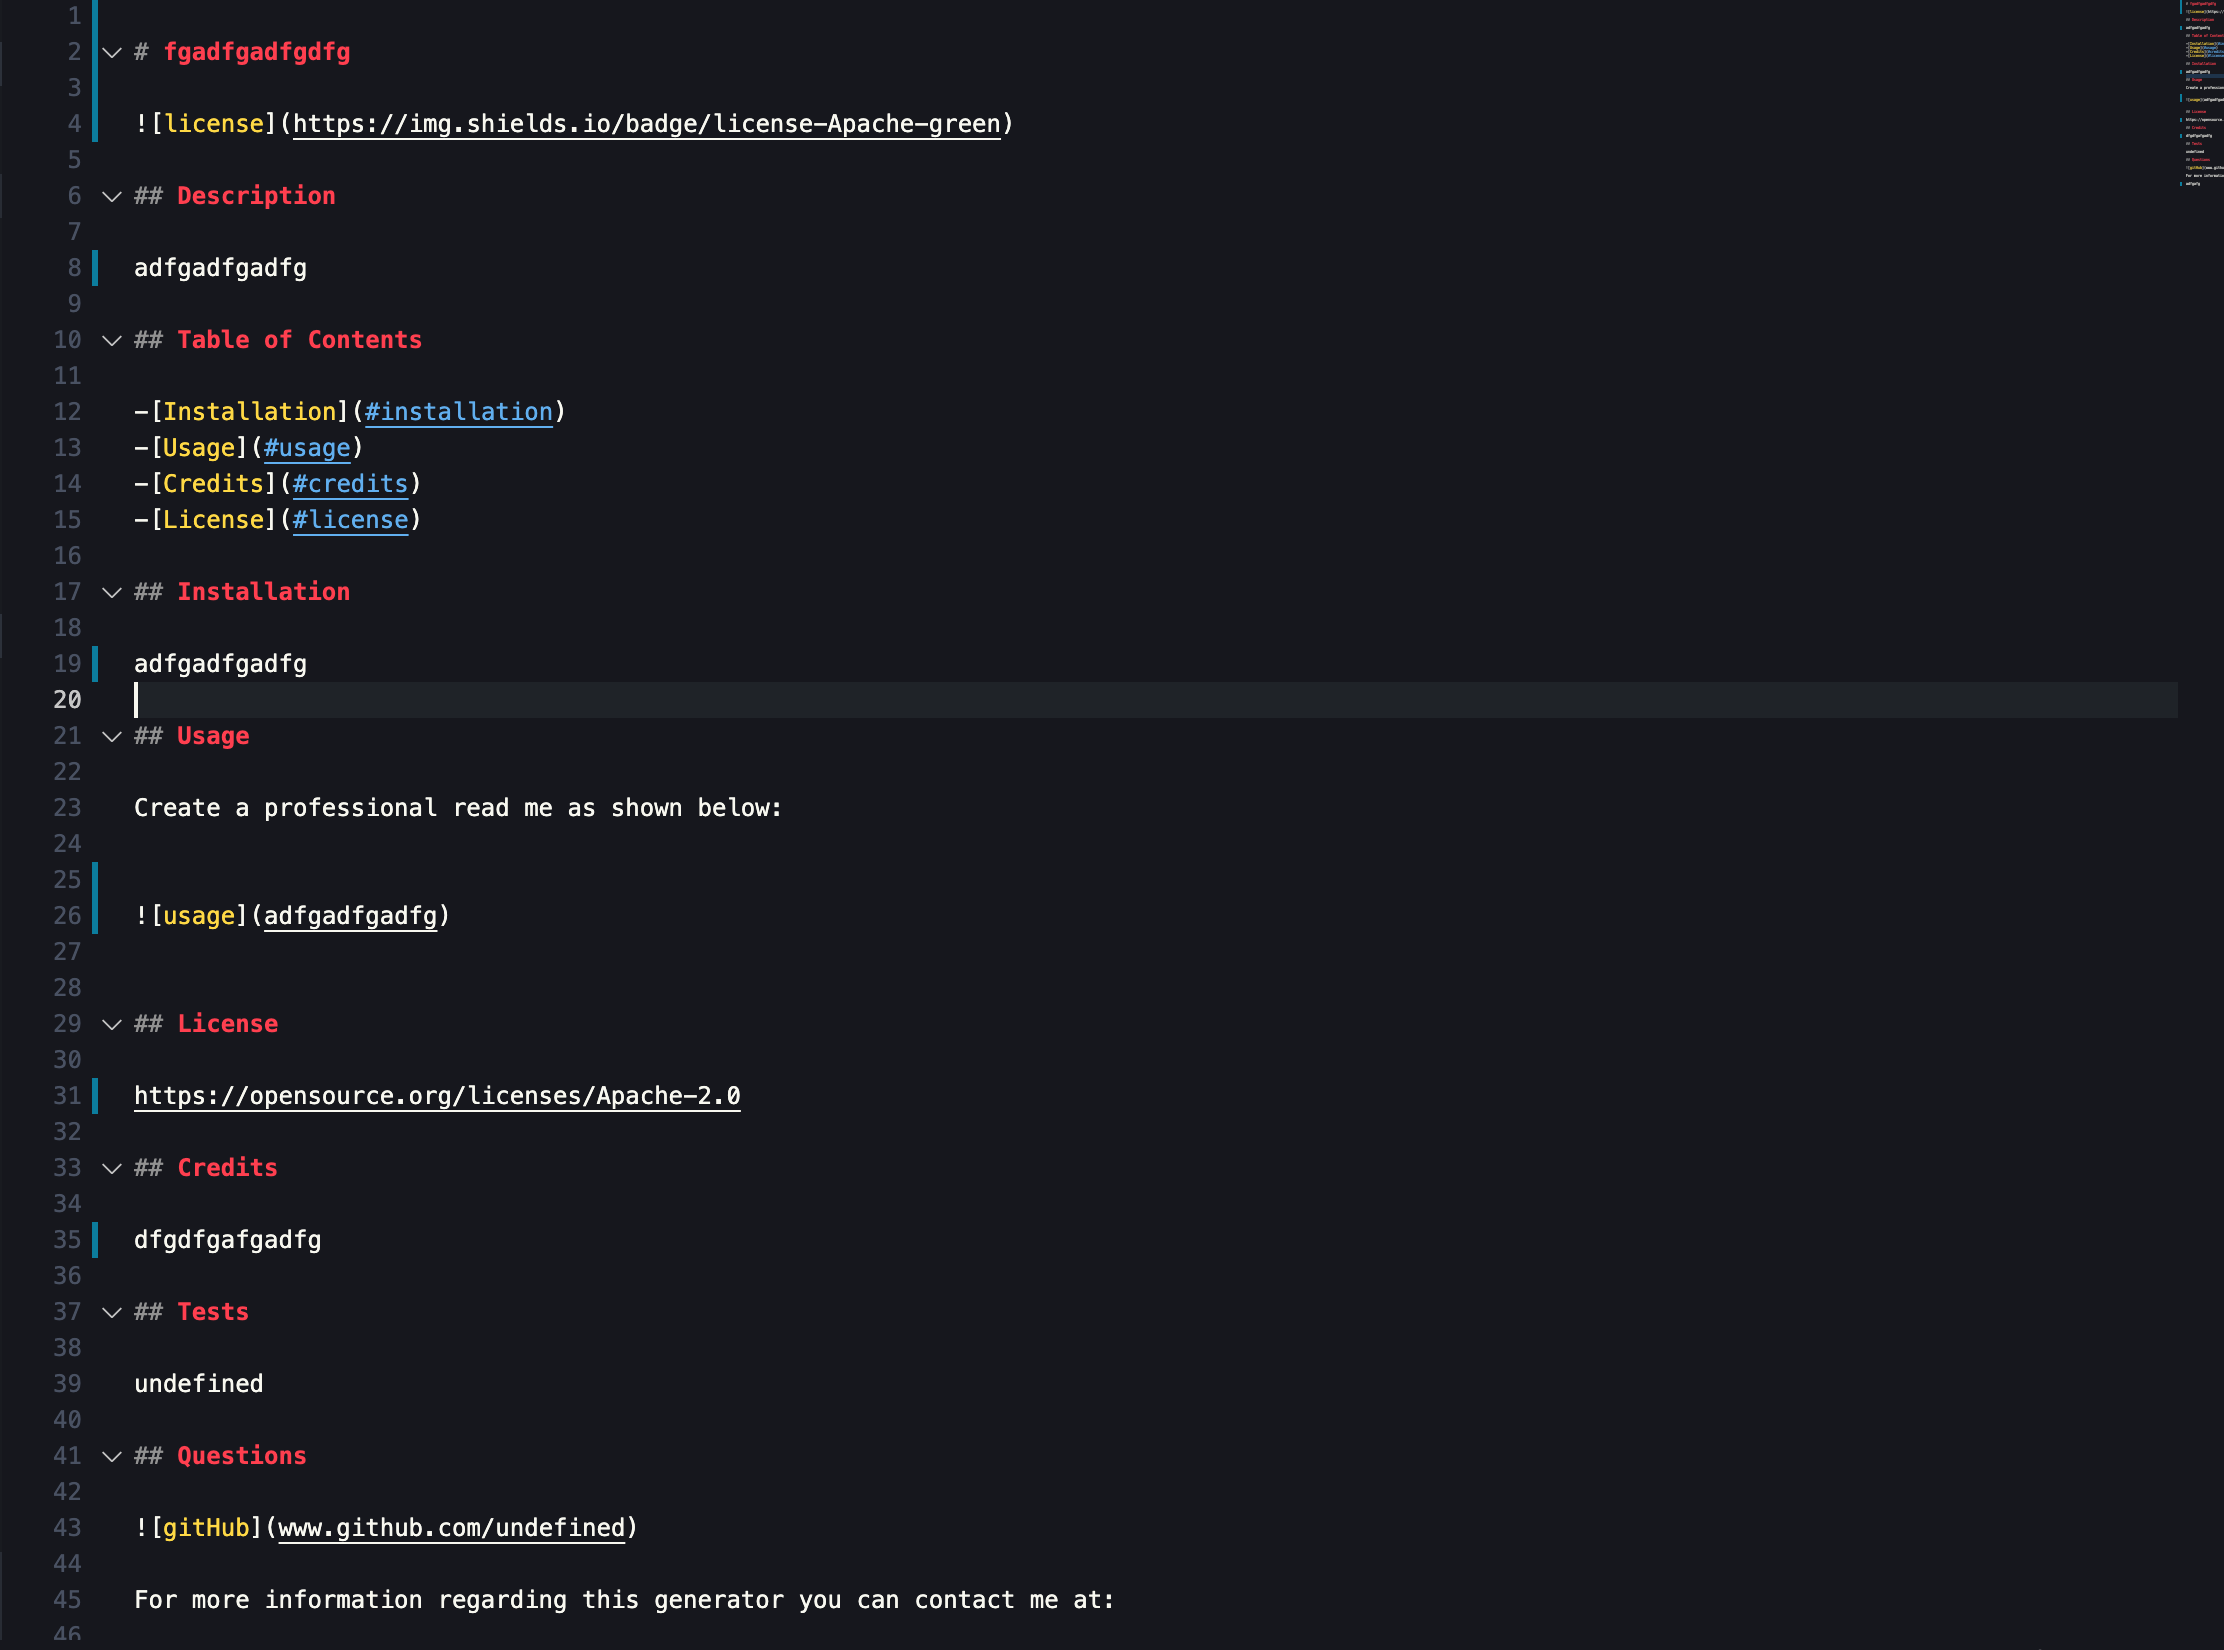 1
2 # fgadfgadfgdfg
3
4 ![license](https://img.shields.io/badge/license-Apache-green)
5
6 ## Description
7
8 adfgadfgadfg
9
10 ## Table of Contents
11
12 -[Installation](#installation)
13 -[Usage](#usage)
14 -[Credits](#credits)
15 -[License](#license)
16
17 ## Installation
18
19 adfgadfgadfg
20
21 ## Usage
22
23 Create a professional read me as shown below:
24
25
26 ![usage](adfgadfgadfg)
27
28
29 ## License
30
31 https://opensource.org/licenses/Apache-2.0
32
33 ## Credits
34
35 dfgdfgafgadfg
36
37 ## Tests
38
39 undefined
40
41 ## Questions
42
43 ![gitHub](www.github.com/undefined)
44
45 For more information regarding this generator you can contact me at:
46